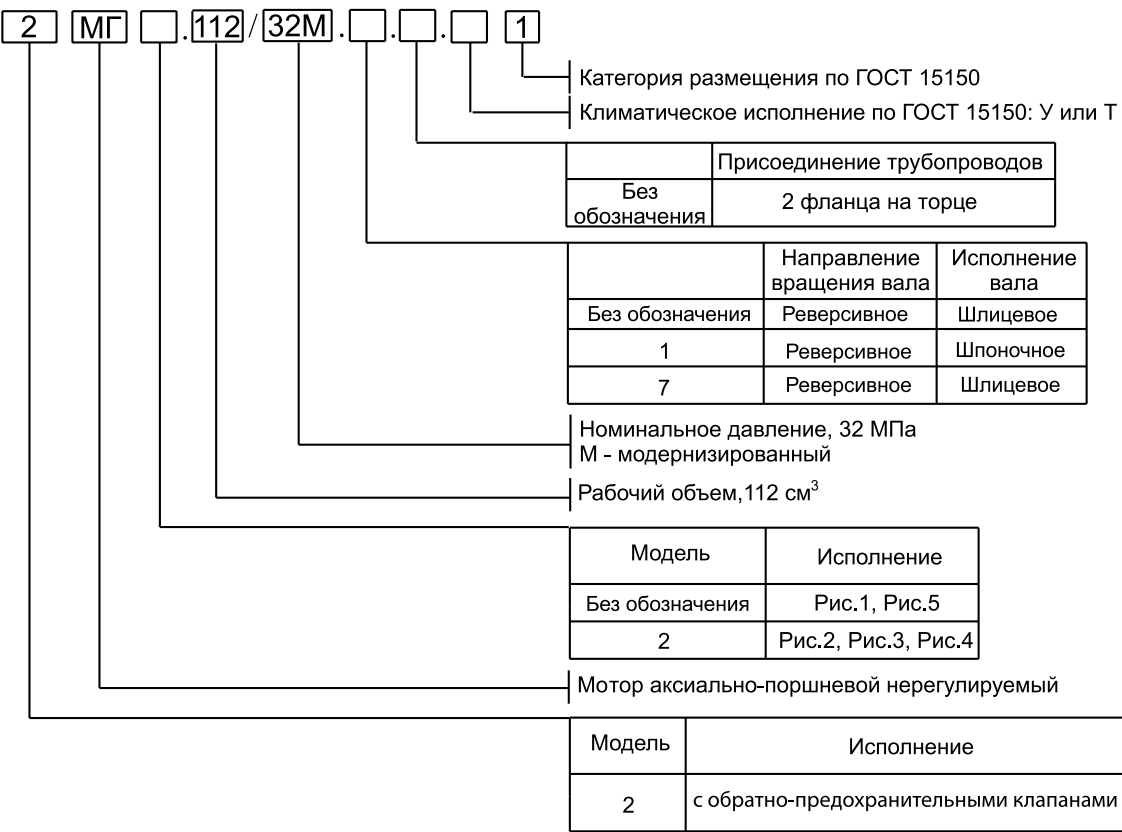 2 МГ .112/32М. . . 1
Категория размещения по ГОСТ 15150
Климатическое исполнение по ГОСТ 15150: У или Т
Присоединение трубопроводов
Без обозначения 2 фланца на торце
Направление вращения вала Исполнение вала
Без обозначения Реверсивное Шлицевое
1 Реверсивное Шпоночное
7 Реверсивное Шлицевое
Номинальное давление, 32 МПа
М - модернизированный
Рабочий объем,112 см³
Модель Исполнение
Без обозначения Рис.1, Рис.5
2 Рис.2, Рис.3, Рис.4
Мотор аксиально-поршневой нерегулируемый
Модель Исполнение
2 с обратно-предохранительными клапанами